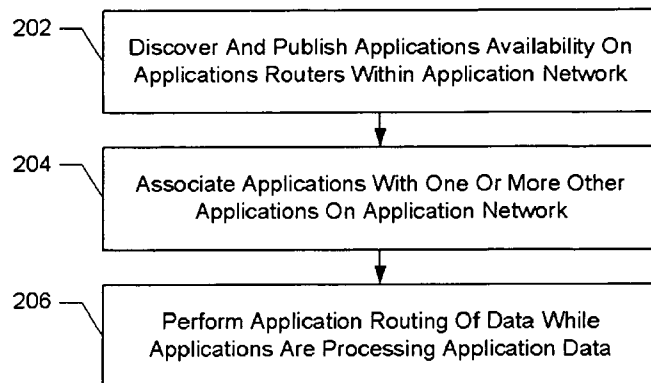 202
Discover And Publish Applications Availability On
Applications Routers Within Application Network
204
Associate Applications With One Or More Other
Applications On Application Network
206
Perform Application Routing Of Data While
Applications Are Processing Application Data